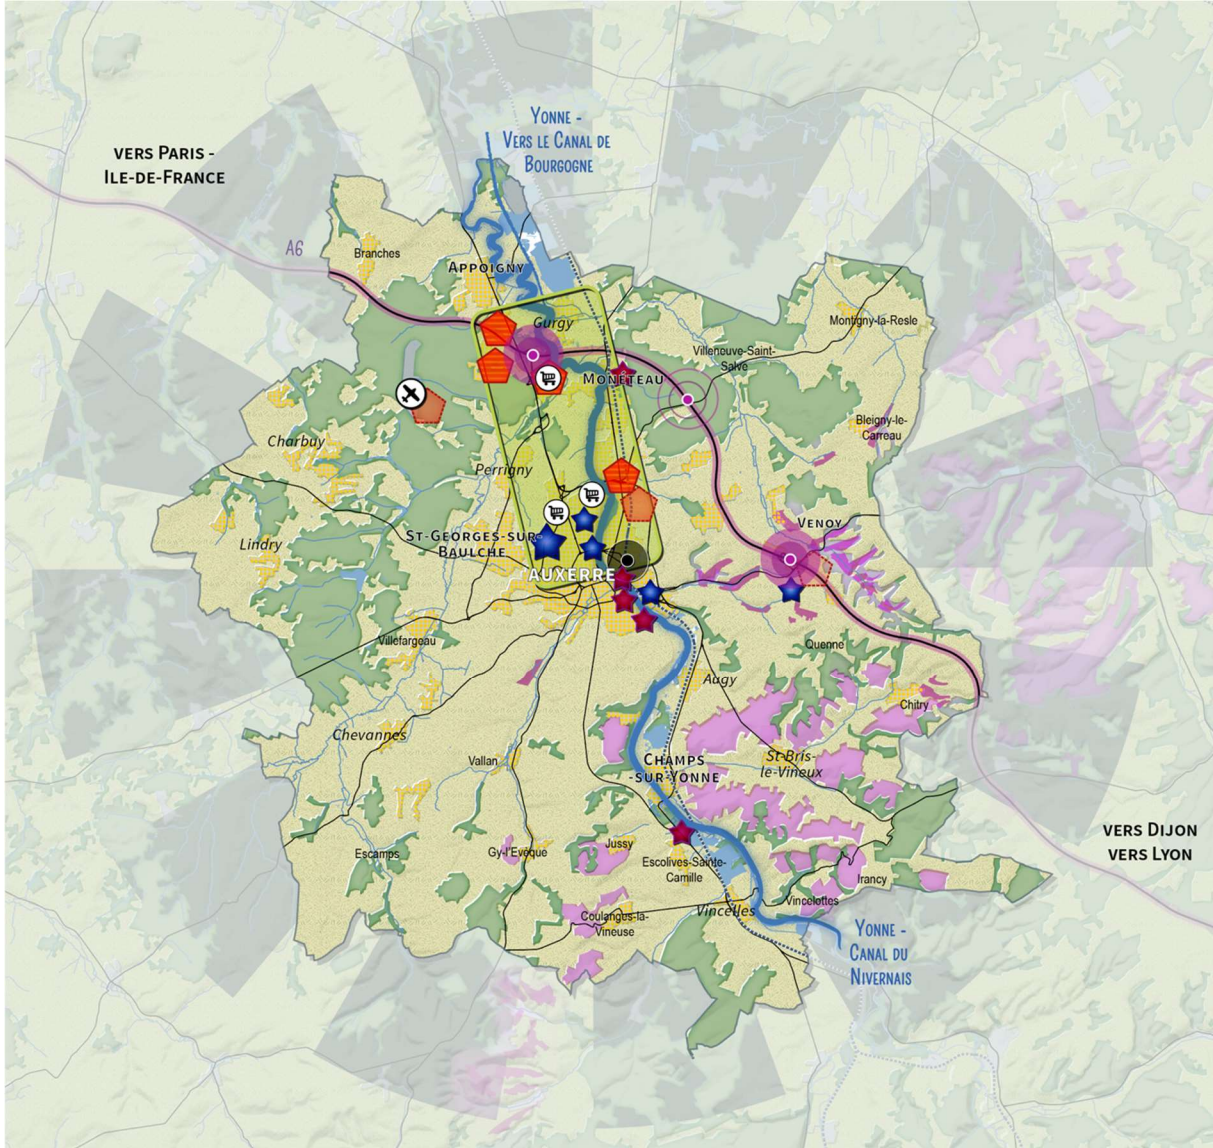 YONNE -
VERS LE CANAL DE
BOURGOGNE
VERS PARIS -
ILE-DE-FRANCE
A6
Branches
APPOIGNY
Gurgy
Montigny-la-Resle
Villeneuve-Saint-
Salve
MONÉTEAU
Bleigny-le-
Carreau
Charbuy
Perrigny
VENOY
ST-GEORGES-SUR-
BAULCHE
Lindry
AUXERRE
Villefargeau
Quenne
Augy
Chitry
Chevannes
Vallan
CHAMPS
-SUR-YONNE
St-Bris-
le-Vineux
VERS DIJON
VERS LYON
Escamps
Gy-l'Evêque
Jussy
Escolives-Sainte-
Camille
Irancy
Vincelottes
Vincelles
Coulanges-la-
Vineuse
YONNE -
CANAL DU
NIVERNAIS